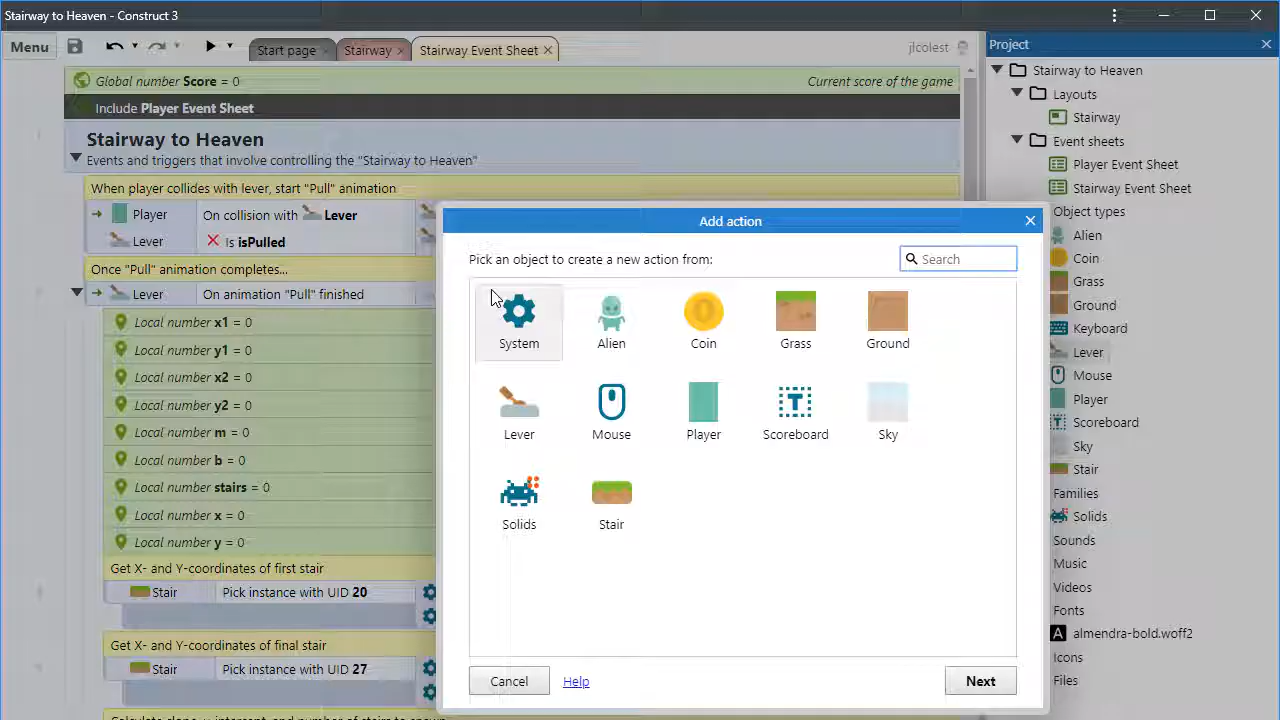 Stairway to Heaven - Construct 3
Menu
Start page
Stairway
Stairway Event Sheet
jlcolest
Project
Global number Score = 0
Current score of the game
Include Player Event Sheet
Stairway to Heaven
Events and triggers that involve controlling the "Stairway to Heaven"
When player collides with lever, start "Pull" animation
Player
On collision with Lever
Lever
Is isPulled
Once "Pull" animation completes...
Lever
On animation "Pull" finished
Local number x1 = 0
Local number y1 = 0
Local number x2 = 0
Local number y2 = 0
Local number m = 0
Local number b = 0
Local number stairs = 0
Local number x = 0
Local number y = 0
Get X- and Y-coordinates of first stair
Stair
Pick instance with UID 20
Get X- and Y-coordinates of final stair
Stair
Pick instance with UID 27
Add action
Pick an object to create a new action from:
Search
System
Alien
Coin
Grass
Ground
Lever
Mouse
Player
Scoreboard
Sky
Solids
Stair
Cancel
Help
Next
Stairway to Heaven
Layouts
Stairway
Event sheets
Player Event Sheet
Stairway Event Sheet
Object types
Alien
Coin
Grass
Ground
Keyboard
Lever
Mouse
Player
Scoreboard
Sky
Stair
Families
Solids
Sounds
Music
Videos
Fonts
almendra-bold.woff2
Icons
Files